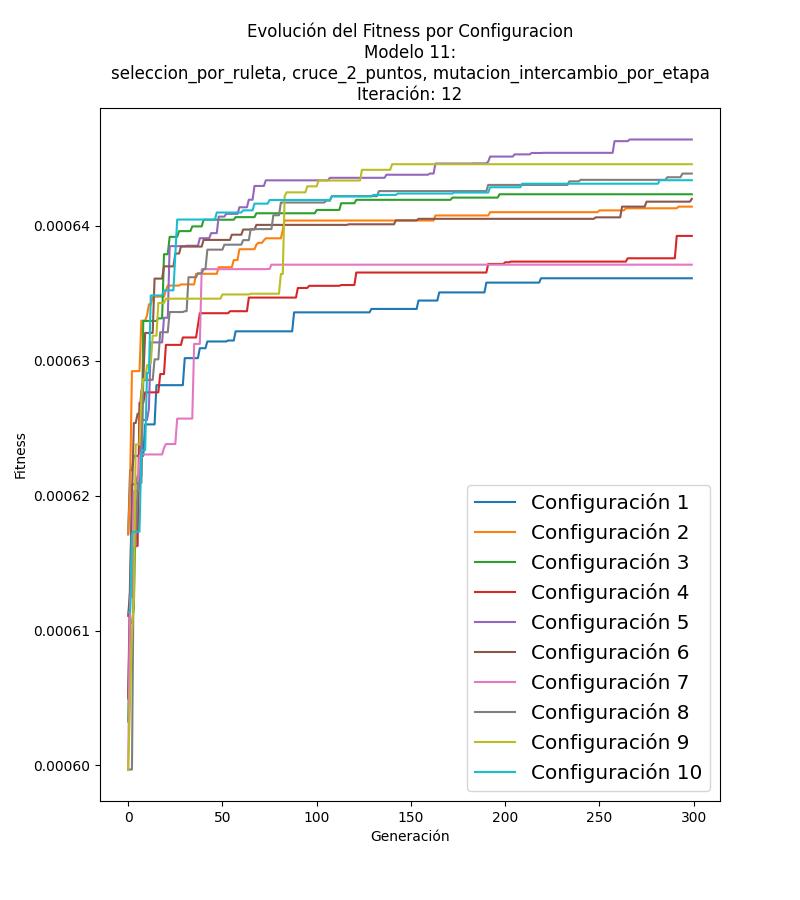 Evolución del Fitness por Configuracion
Modelo 11:
seleccion_por_ruleta, cruce_2_puntos, mutacion_intercambio_por_etapa
Iteración: 12
Fitness
0.00064
0.00063
0.00062
0.00061
0.00060
Configuración 1
Configuración 2
Configuración 3
Configuración 4
Configuración 5
Configuración 6
Configuración 7
Configuración 8
Configuración 9
Configuración 10
0 50 100 150 200 250 300
Generación